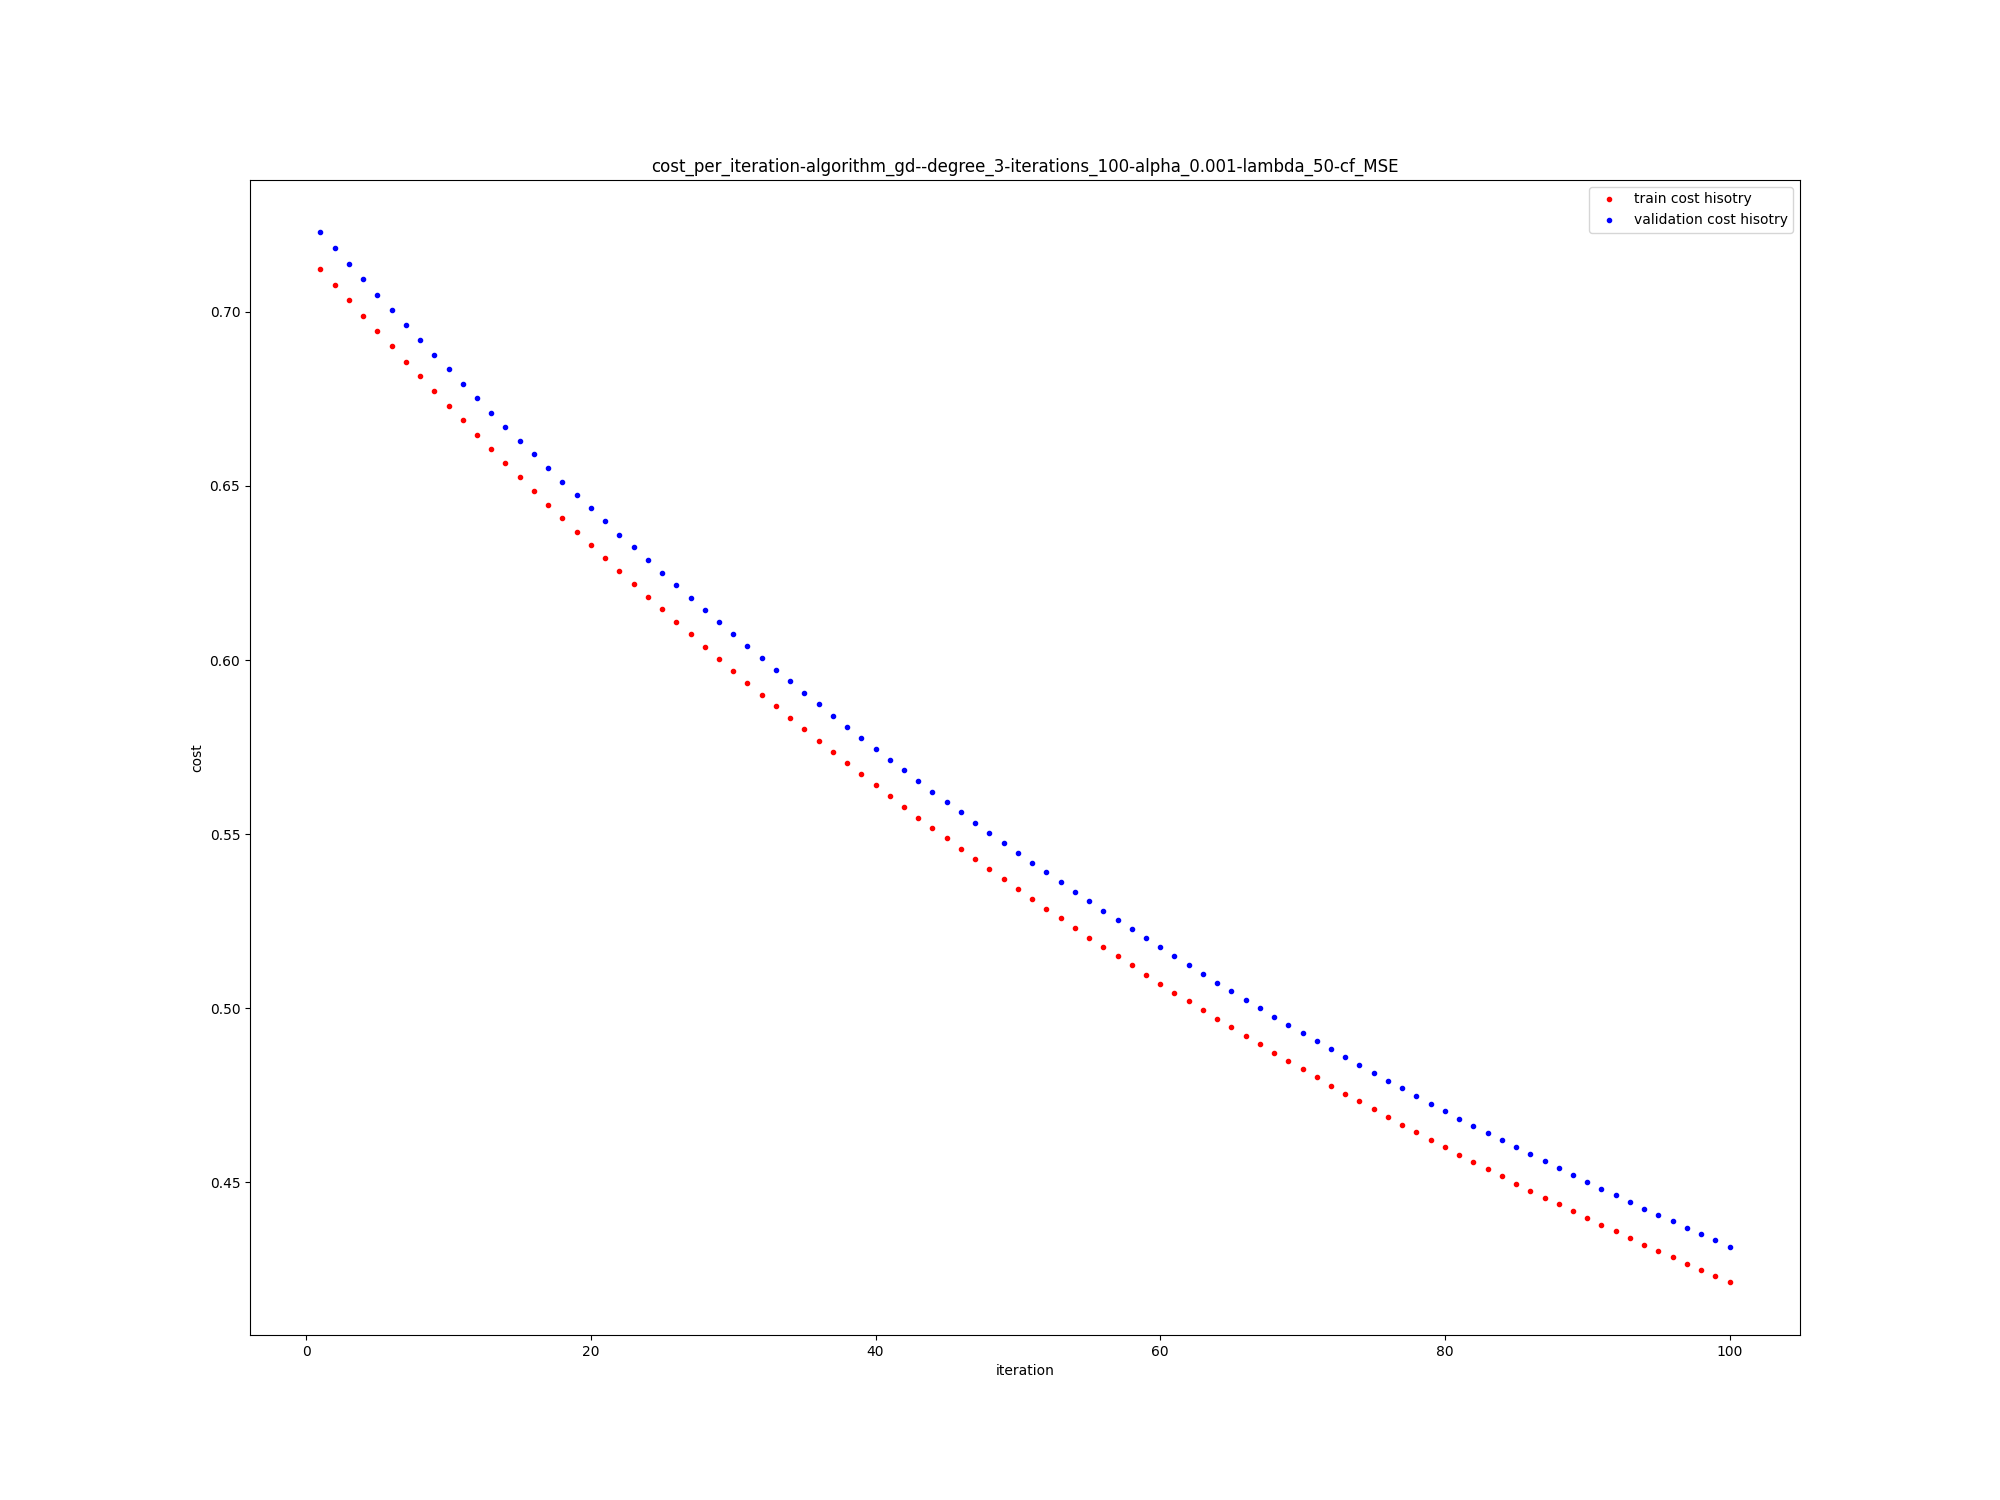 cost_per_iteration-algorithm_gd--degree_3-iterations_100-alpha_0.001-lambda_50-cf_MSE
train cost hisotry
validation cost hisotry
0.70
0.65
0.60
0.55
0.50
0.45
cost
0 20 40 60 80 100
iteration